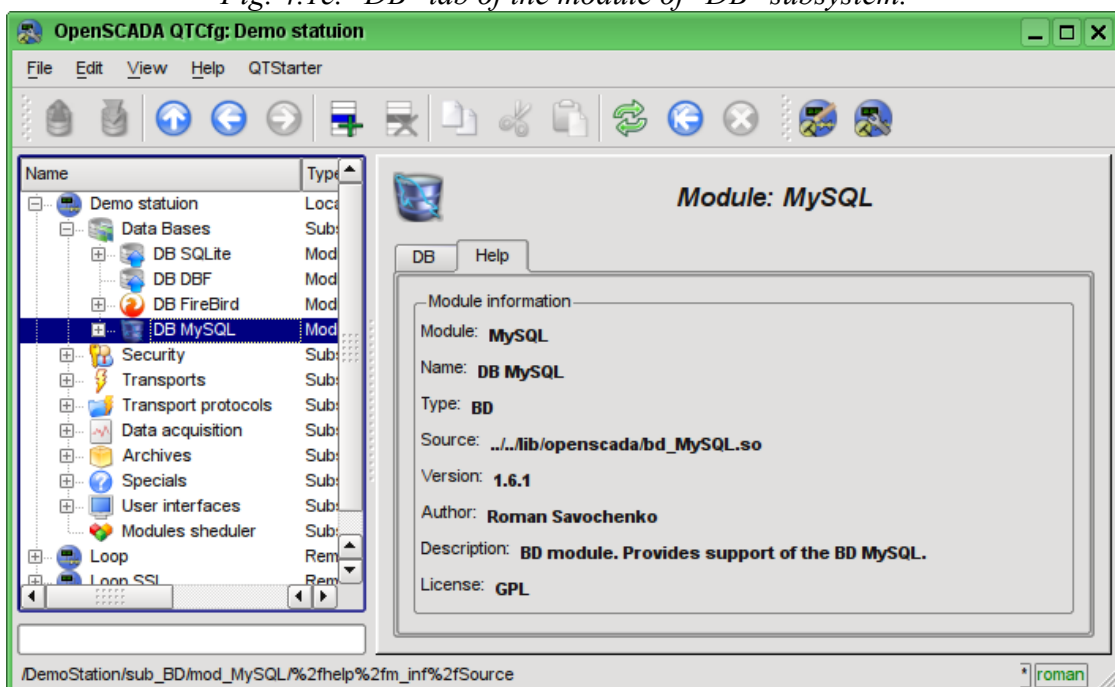 Fig. 4.1c. "DB" tab of the module of "DB" subsystem.
OpenSCADA QTCfg: Demo statuion
File Edit View Help QTStarter
Name Type
Demo statuion Loca
Data Bases Subs
DB SQLite Mod
DB DBF Mod
DB FireBird Mod
DB MySQL Mod
Security Subs
Transports Subs
Transport protocols Subs
Data acquisition Subs
Archives Subs
Specials Subs
User interfaces Subs
Modules sheduler Subs
Loop Rem
Loop SSL Rem
Module: MySQL
DB Help
Module information
Module: MySQL
Name: DB MySQL
Type: BD
Source: ../../lib/openscada/bd_MySQL.so
Version: 1.6.1
Author: Roman Savochenko
Description: BD module. Provides support of the BD MySQL.
License: GPL
/DemoStation/sub_BD/mod_MySQL/%2fhelp%2fm_inf%2fSource * roman